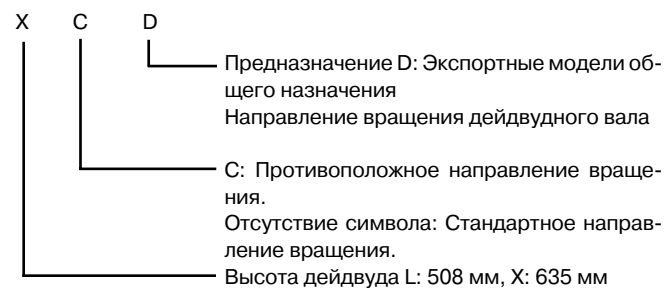 X C D
Предназначение D: Экспортные модели об-
щего назначения
Направление вращения дейдвудного вала
C: Противоположное направление враще-
ния.
Отсутствие символа: Стандартное направ-
ление вращения.
Высота дейдвуда L: 508 мм, X: 635 мм